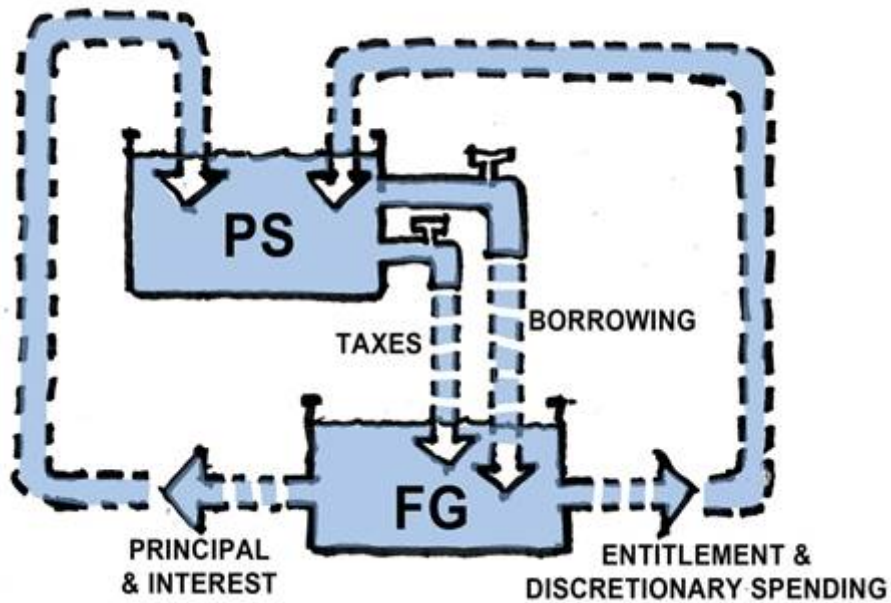 PS
TAXES
BORROWING
FG
PRINCIPAL
& INTEREST
ENTITLEMENT &
DISCRETIONARY SPENDING